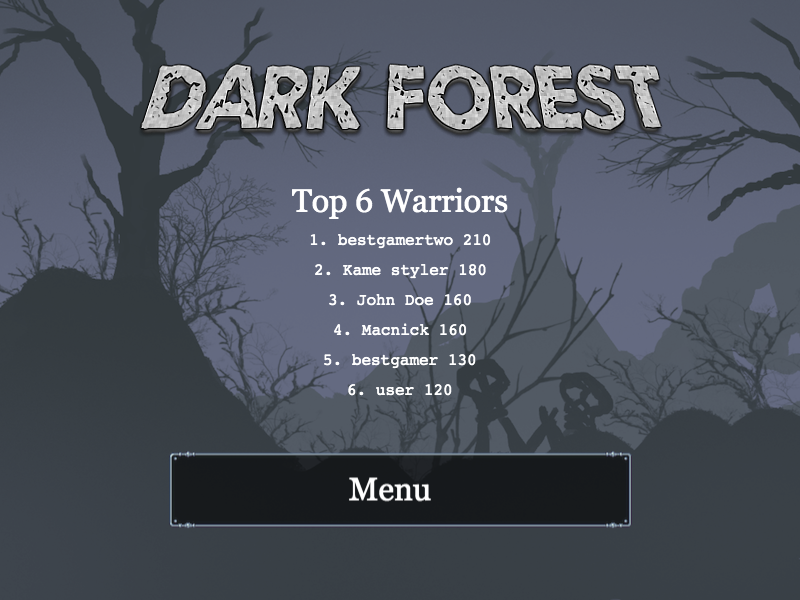 DARK FOREST
Top 6 Warriors
1. bestgamertwo 210
2. Kame styler 180
3. John Doe 160
4. Macnick 160
5. bestgamer 130
6. user 120
Menu